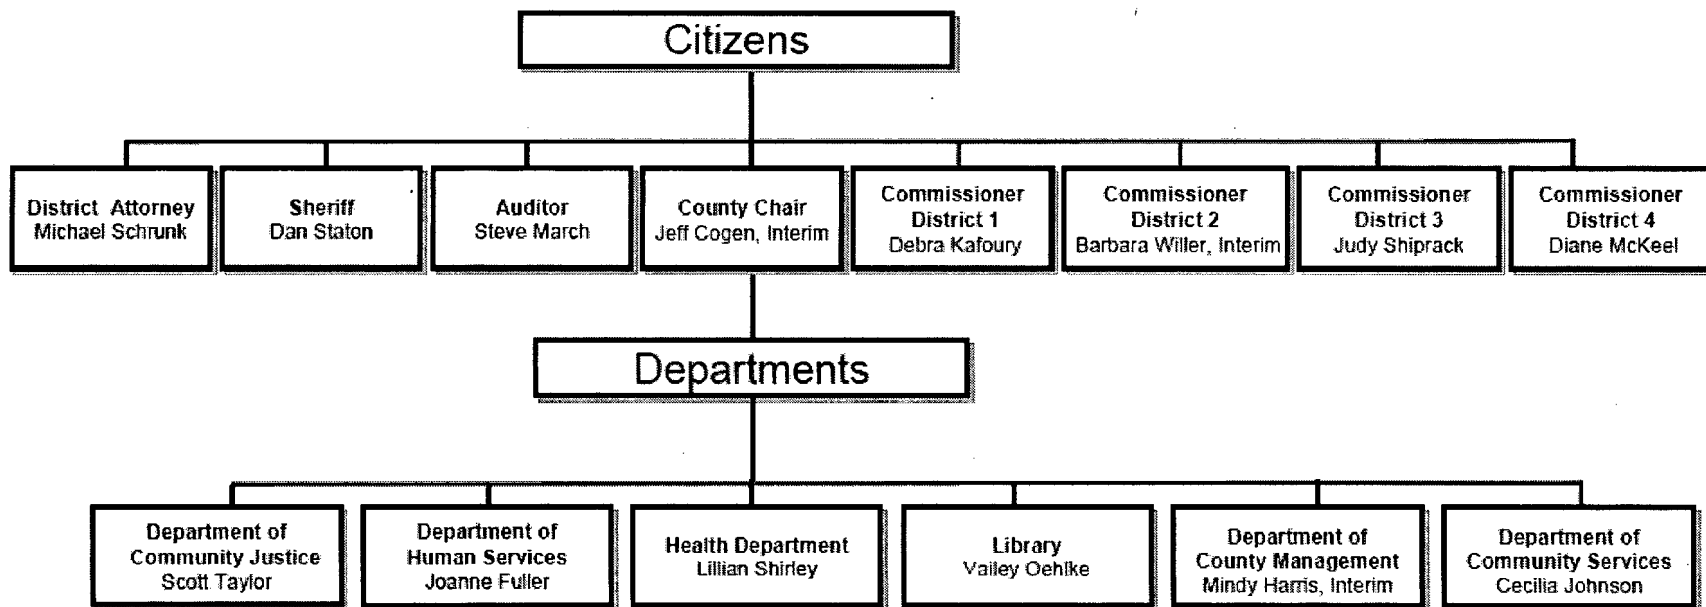 Citizens
District Attorney
Michael Schrunk
Sheriff
Dan Staton
Auditor
Steve March
County Chair
Jeff Cogen, Interim
Commissioner
District 1
Debra Kafoury
Commissioner
District 2
Barbara Willer, Interim
Commissioner
District 3
Judy Shiprack
Commissioner
District 4
Diane McKeel
Departments
Department of
Community Justice
Scott Taylor
Department of
Human Services
Joanne Fuller
Health Department
Lillian Shirley
Library
Vailey Oehlke
Department of
County Management
Mindy Harris, Interim
Department of
Community Services
Cecilia Johnson